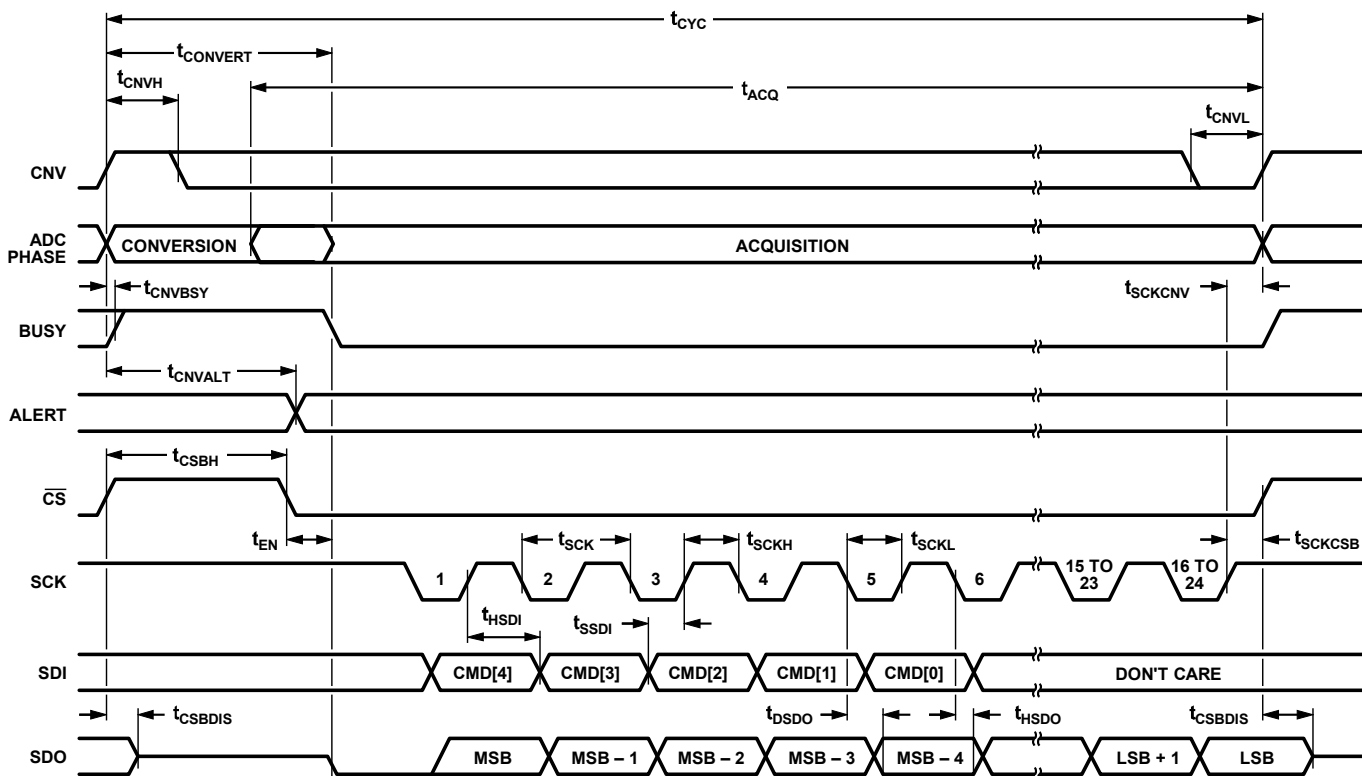 tCYC
tCONVERT
tCNVH
tACQ
tCNVL
CNV
ADC
PHASE
CONVERSION
ACQUISITION
tCNVBSY
tSCKCNV
BUSY
tCNVALT
ALERT
tCSBH
CS
tEN
tSCK
tSCKH
tSCKL
tSCKCSB
SCK
1
2
3
4
5
6
15 TO
23
16 TO
24
tHSDI
tSSDI
SDI
CMD[4]
CMD[3]
CMD[2]
CMD[1]
CMD[0]
DON'T CARE
tCSBDIS
tDSDO
tHSDO
tCSBDIS
SDO
MSB
MSB – 1
MSB – 2
MSB – 3
MSB – 4
LSB + 1
LSB